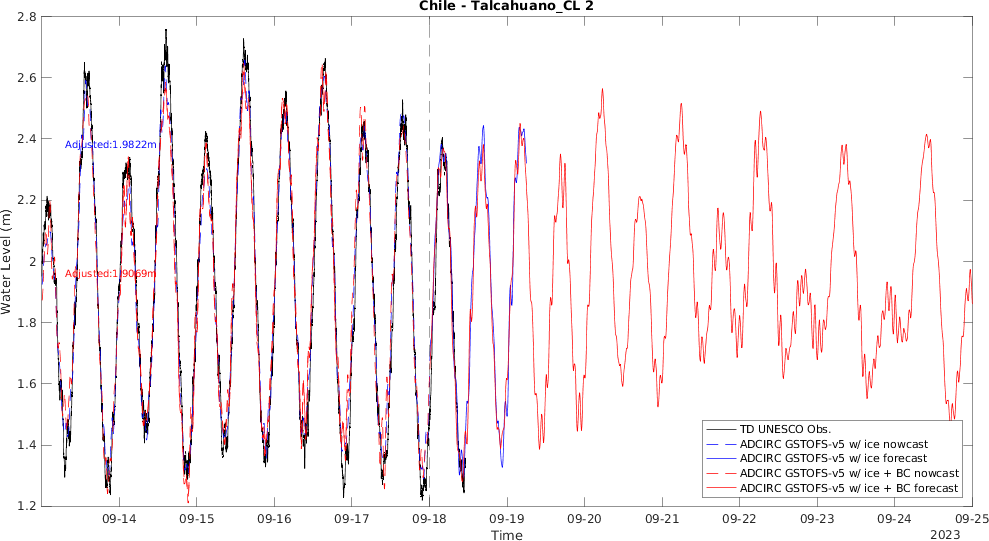 Chile - Talcahuano_CL 2
2.8
2.6
2.4
2.2
2
1.8
1.6
1.4
1.2
Water Level (m)
Adjusted:1.9822m
Adjusted:1.9069m
TD UNESCO Obs.
ADCIRC GSTOFS-v5 w/ ice nowcast
ADCIRC GSTOFS-v5 w/ ice forecast
ADCIRC GSTOFS-v5 w/ ice + BC nowcast
ADCIRC GSTOFS-v5 w/ ice + BC forecast
09-14 09-15 09-16 09-17 09-18 09-19 09-20 09-21 09-22 09-23 09-24 09-25
Time
2023